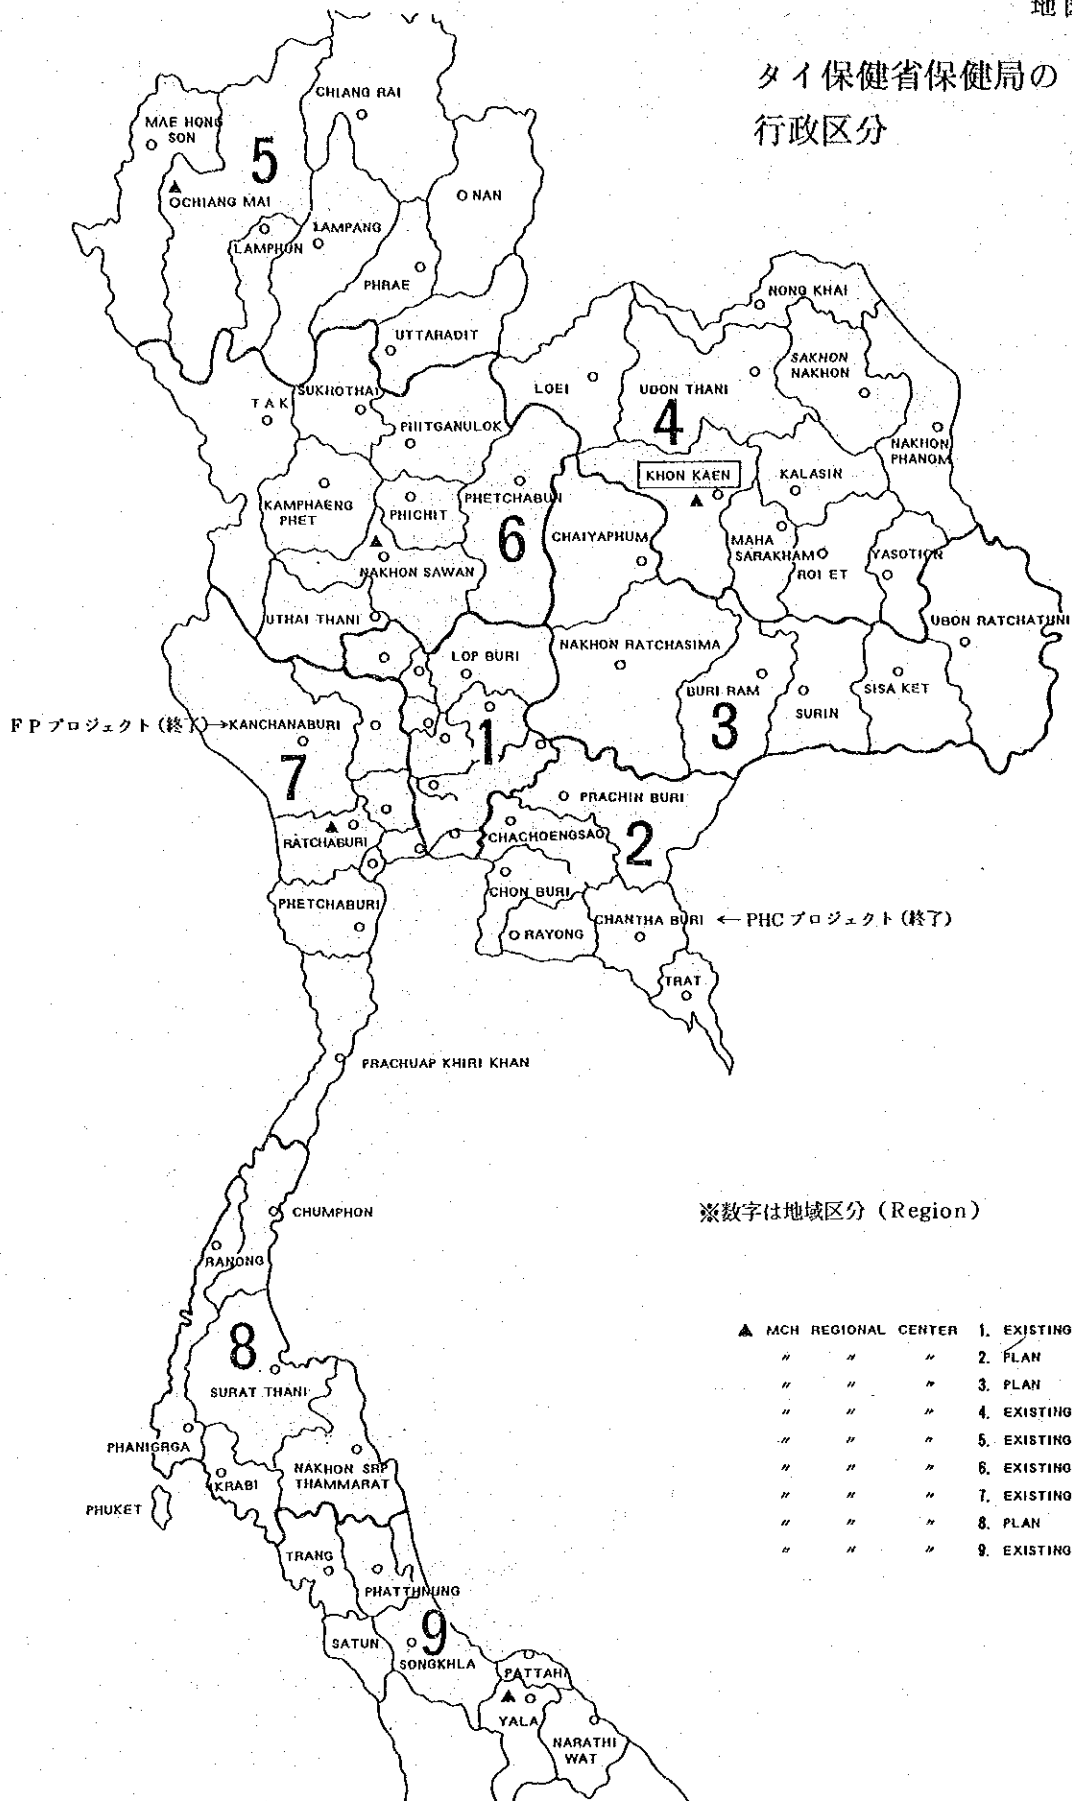 地図
タイ保健省保健局の
行政区分
CHIANG RAI
MAE HONG
SON
5
CHIANG MAI
NAN
LAMPANG
LAMPHUN
PHRAE
NONG KHAI
UTTARADIT
SAKHON
NAKHON
LOEI
UDON THANI
SUKHOTHAI
TAK
4
PHITGANULOK
NAKHON
PHANOM
KHON KAEN
KALASIN
PHETCHABUN
KAMPHAENG
PHET
PHICHIT
6
CHAIYAPHUM
MAHA
SARAKHAM
YASOTION
ROI ET
NAKHON SAWAN
UTHAI THANI
UBON RATCHATUNI
NAKHON RATCHASIMA
LOP BURI
BURI RAM
SISA KET
SURIN
3
FPプロジェクト(終了)→KANCHANABURI
1
7
PRACHIN BURI
CHACHOENGSAO
2
RATCHABURI
CHON BURI
PHETCHABURI
CHANTHA BURI ←PHCプロジェクト(終了)
RAYONG
TRAT
PRACHUAP KHIRI KHAN
CHUMPHON
※数字は地域区分（Region）
RANONG
8
SURAT THANI
▲ MCH REGIONAL CENTER 1. EXISTING
〃 〃 〃 2. PLAN
〃 〃 〃 3. PLAN
〃 〃 〃 4. EXISTING
〃 〃 〃 5. EXISTING
〃 〃 〃 6. EXISTING
〃 〃 〃 7. EXISTING
〃 〃 〃 8. PLAN
〃 〃 〃 9. EXISTING
PHANIGRGA
NAKHON SRP
THAMMARAT
KRABI
PHUKET
TRANG
PHATTHNUNG
9
SATUN
SONGKHLA
PATTAHI
YALA
NARATHI
WAT